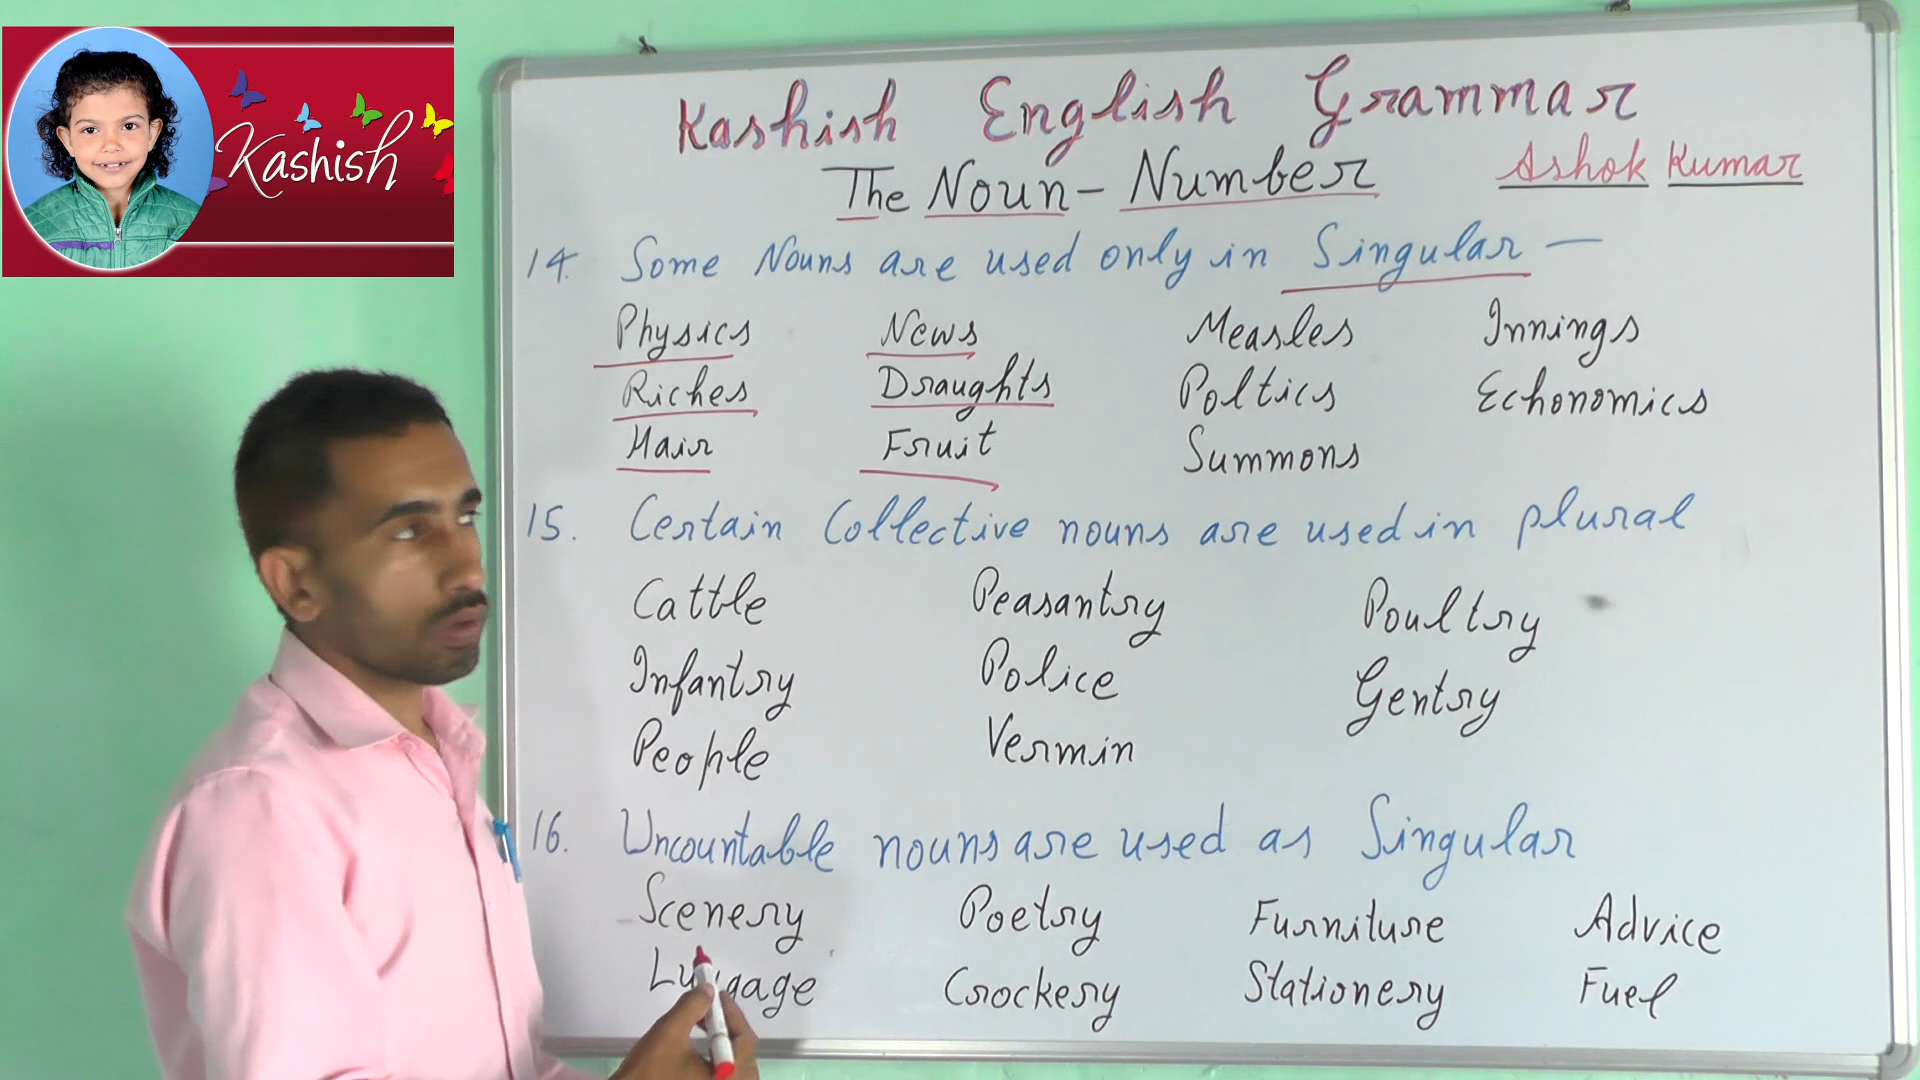 Kashish
Kashish English Grammar
The Noun - Number
Ashok Kumar
14. Some Nouns are used only in Singular —
Physics News Measles Innings
Riches Draughts Poltics Echonomics
Hair Fruit Summons
15. Certain Collective nouns are used in plural
Cattle Peasantry Poultry
Infantry Police Gentry
People Vermin
16. Uncountable nouns are used as Singular
Scenery Poetry Furniture Advice
Luggage Crockery Stationery Fuel